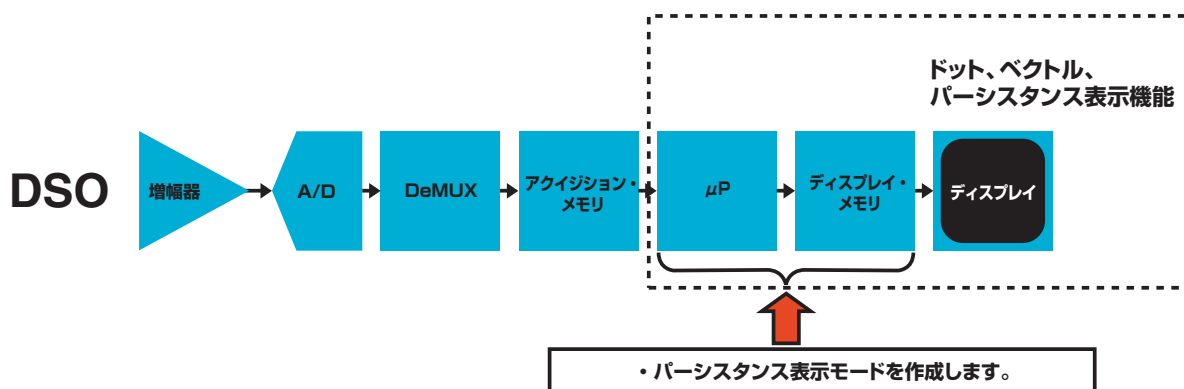 ドット、ベクトル、
パーシスタンス表示機能
DSO
増幅器
A/D
DeMUX
アクイジション・
メモリ
μP
ディスプレイ・
メモリ
ディスプレイ
・パーシスタンス表示モードを作成します。